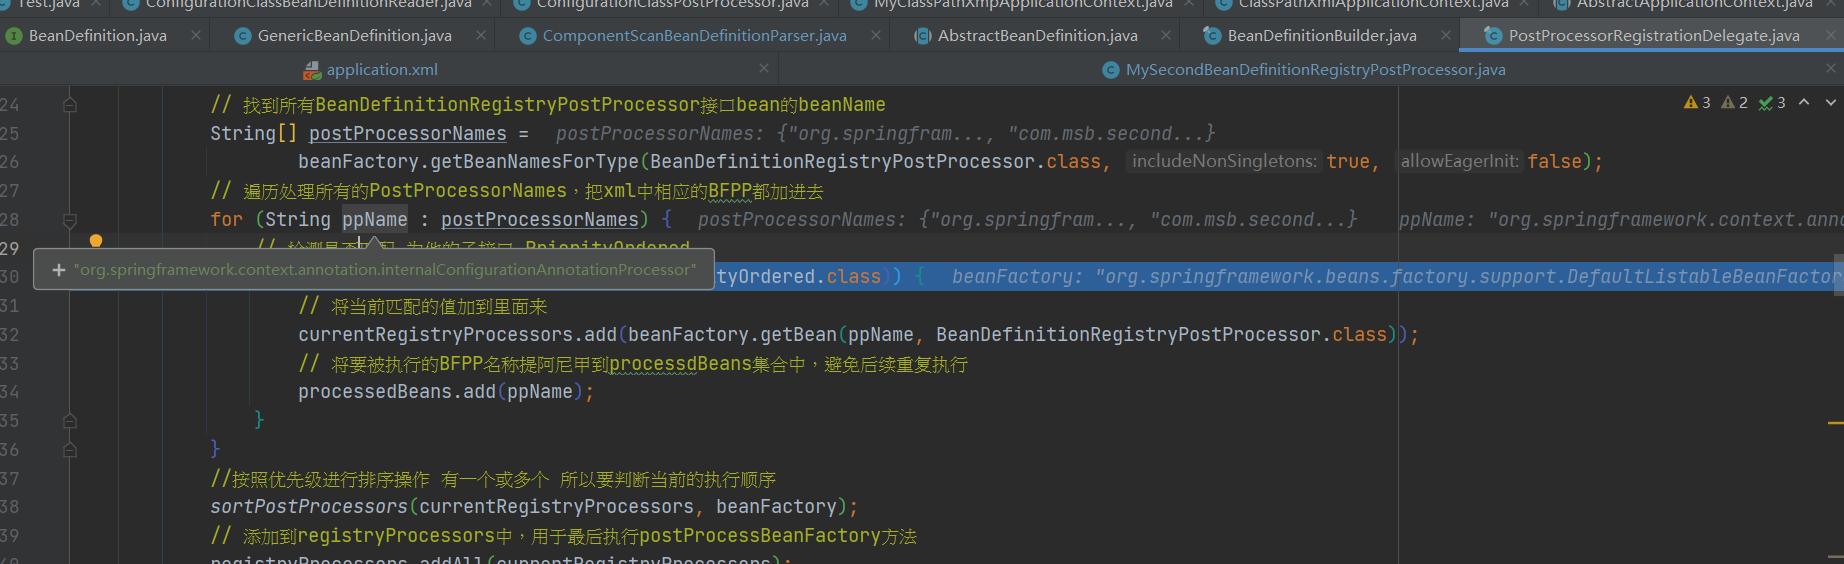 Test.java ConfigurationClassBeanDefinitionReader.java ConfigurationClassPostProcessor.java MyClassPathXmpApplicationContext.java ClassPathXmlApplicationContext.java AbstractApplicationContext.java
BeanDefinition.java GenericBeanDefinition.java ComponentScanBeanDefinitionParser.java AbstractBeanDefinition.java BeanDefinitionBuilder.java PostProcessorRegistrationDelegate.java
application.xml MySecondBeanDefinitionRegistryPostProcessor.java
24 // 找到所有BeanDefinitionRegistryPostProcessor接口bean的beanName 3 2 3
25 String[] postProcessorNames = postProcessorNames: {"org.springfram..., "com.msb.second...}
26 beanFactory.getBeanNamesForType(BeanDefinitionRegistryPostProcessor.class, includeNonSingletons: true, allowEagerInit: false);
27 // 遍历处理所有的PostProcessorNames，把xml中相应的BFPP都加进去
28 for (String ppName : postProcessorNames) { postProcessorNames: {"org.springfram..., "com.msb.second...} ppName: "org.springframework.context.anno
29 // 检测是否匹配 为他的子接口 PriorityOrdered
"org.springframework.context.annotation.internalConfigurationAnnotationProcessor"
30 tyOrdered.class)) { beanFactory: "org.springframework.beans.factory.support.DefaultListableBeanFactor
31 // 将当前匹配的值加到里面来
32 currentRegistryProcessors.add(beanFactory.getBean(ppName, BeanDefinitionRegistryPostProcessor.class));
33 // 将要被执行的BFPP名称提阿尼甲到processdBeans集合中，避免后续重复执行
34 processedBeans.add(ppName);
35 }
36 }
37 //按照优先级进行排序操作 有一个或多个 所以要判断当前的执行顺序
38 sortPostProcessors(currentRegistryProcessors, beanFactory);
39 // 添加到registryProcessors中，用于最后执行postProcessBeanFactory方法
40 registryProcessors.addAll(currentRegistryProcessors);